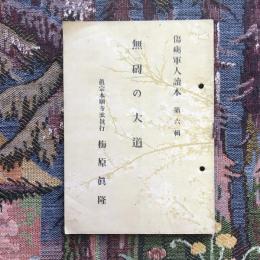 傷痍軍人讀本 第六輯
無碍の大道
眞宗本願寺派執行
梅原眞隆